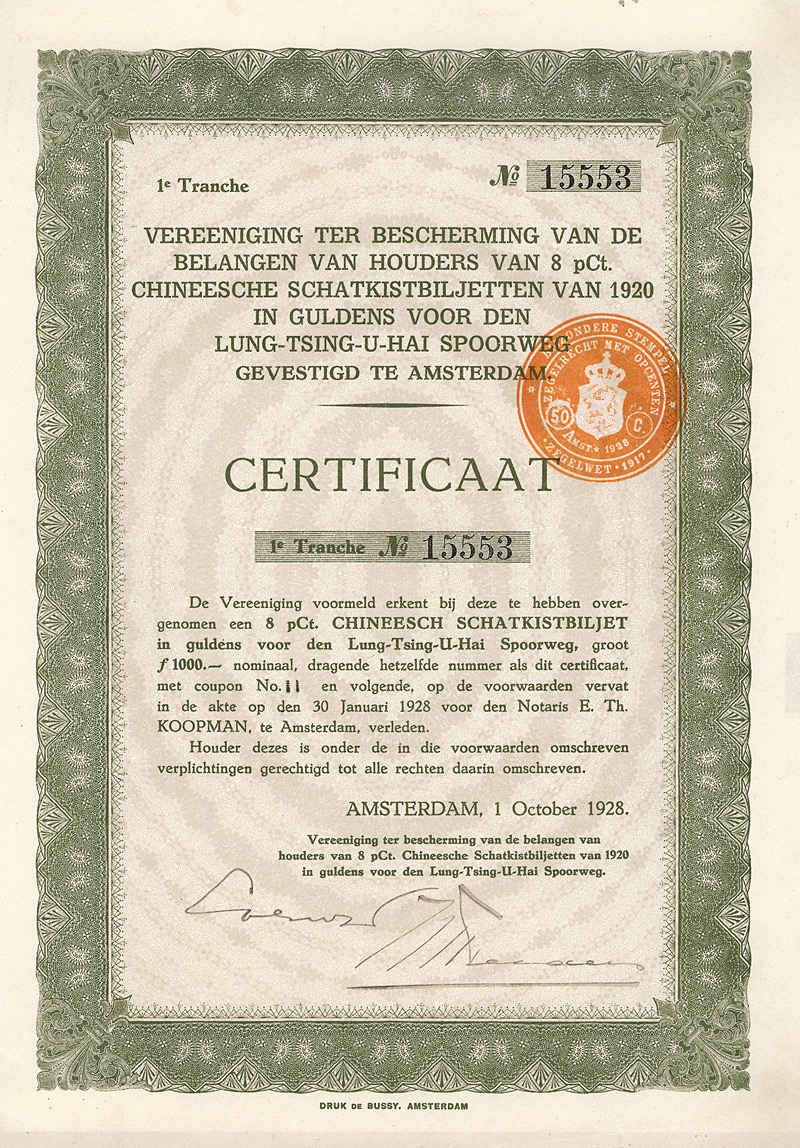 1e Tranche
№ 15553
VEREENIGING TER BESCHERMING VAN DE
BELANGEN VAN HOUDERS VAN 8 pCt.
CHINEESCHE SCHATKISTBILJETTEN VAN 1920
IN GULDENS VOOR DEN
LUNG-TSING-U-HAI SPOORWEG
GEVESTIGD TE AMSTERDAM.
BIJZONDERE STEMPEL
ZEGELRECHT MET OPCENTEN
50 C.
AMST. 1928
ZEGELWET 1917
CERTIFICAAT
1e Tranche № 15553
De Vereeniging voormeld erkent bij deze te hebben over-
genomen een 8 pCt. CHINEESCH SCHATKISTBILJET
in guldens voor den Lung-Tsing-U-Hai Spoorweg, groot
ƒ 1000.— nominaal, dragende hetzelfde nummer als dit certificaat,
met coupon No. 11 en volgende, op de voorwaarden vervat
in de akte op den 30 Januari 1928 voor den Notaris E. Th.
KOOPMAN, te Amsterdam, verleden.
Houder dezes is onder de in die voorwaarden omschreven
verplichtingen gerechtigd tot alle rechten daarin omschreven.
AMSTERDAM, 1 October 1928.
Vereeniging ter bescherming van de belangen van
houders van 8 pCt. Chineesche Schatkistbiljetten van 1920
in guldens voor den Lung-Tsing-U-Hai Spoorweg.
DRUK DE BUSSY. AMSTERDAM